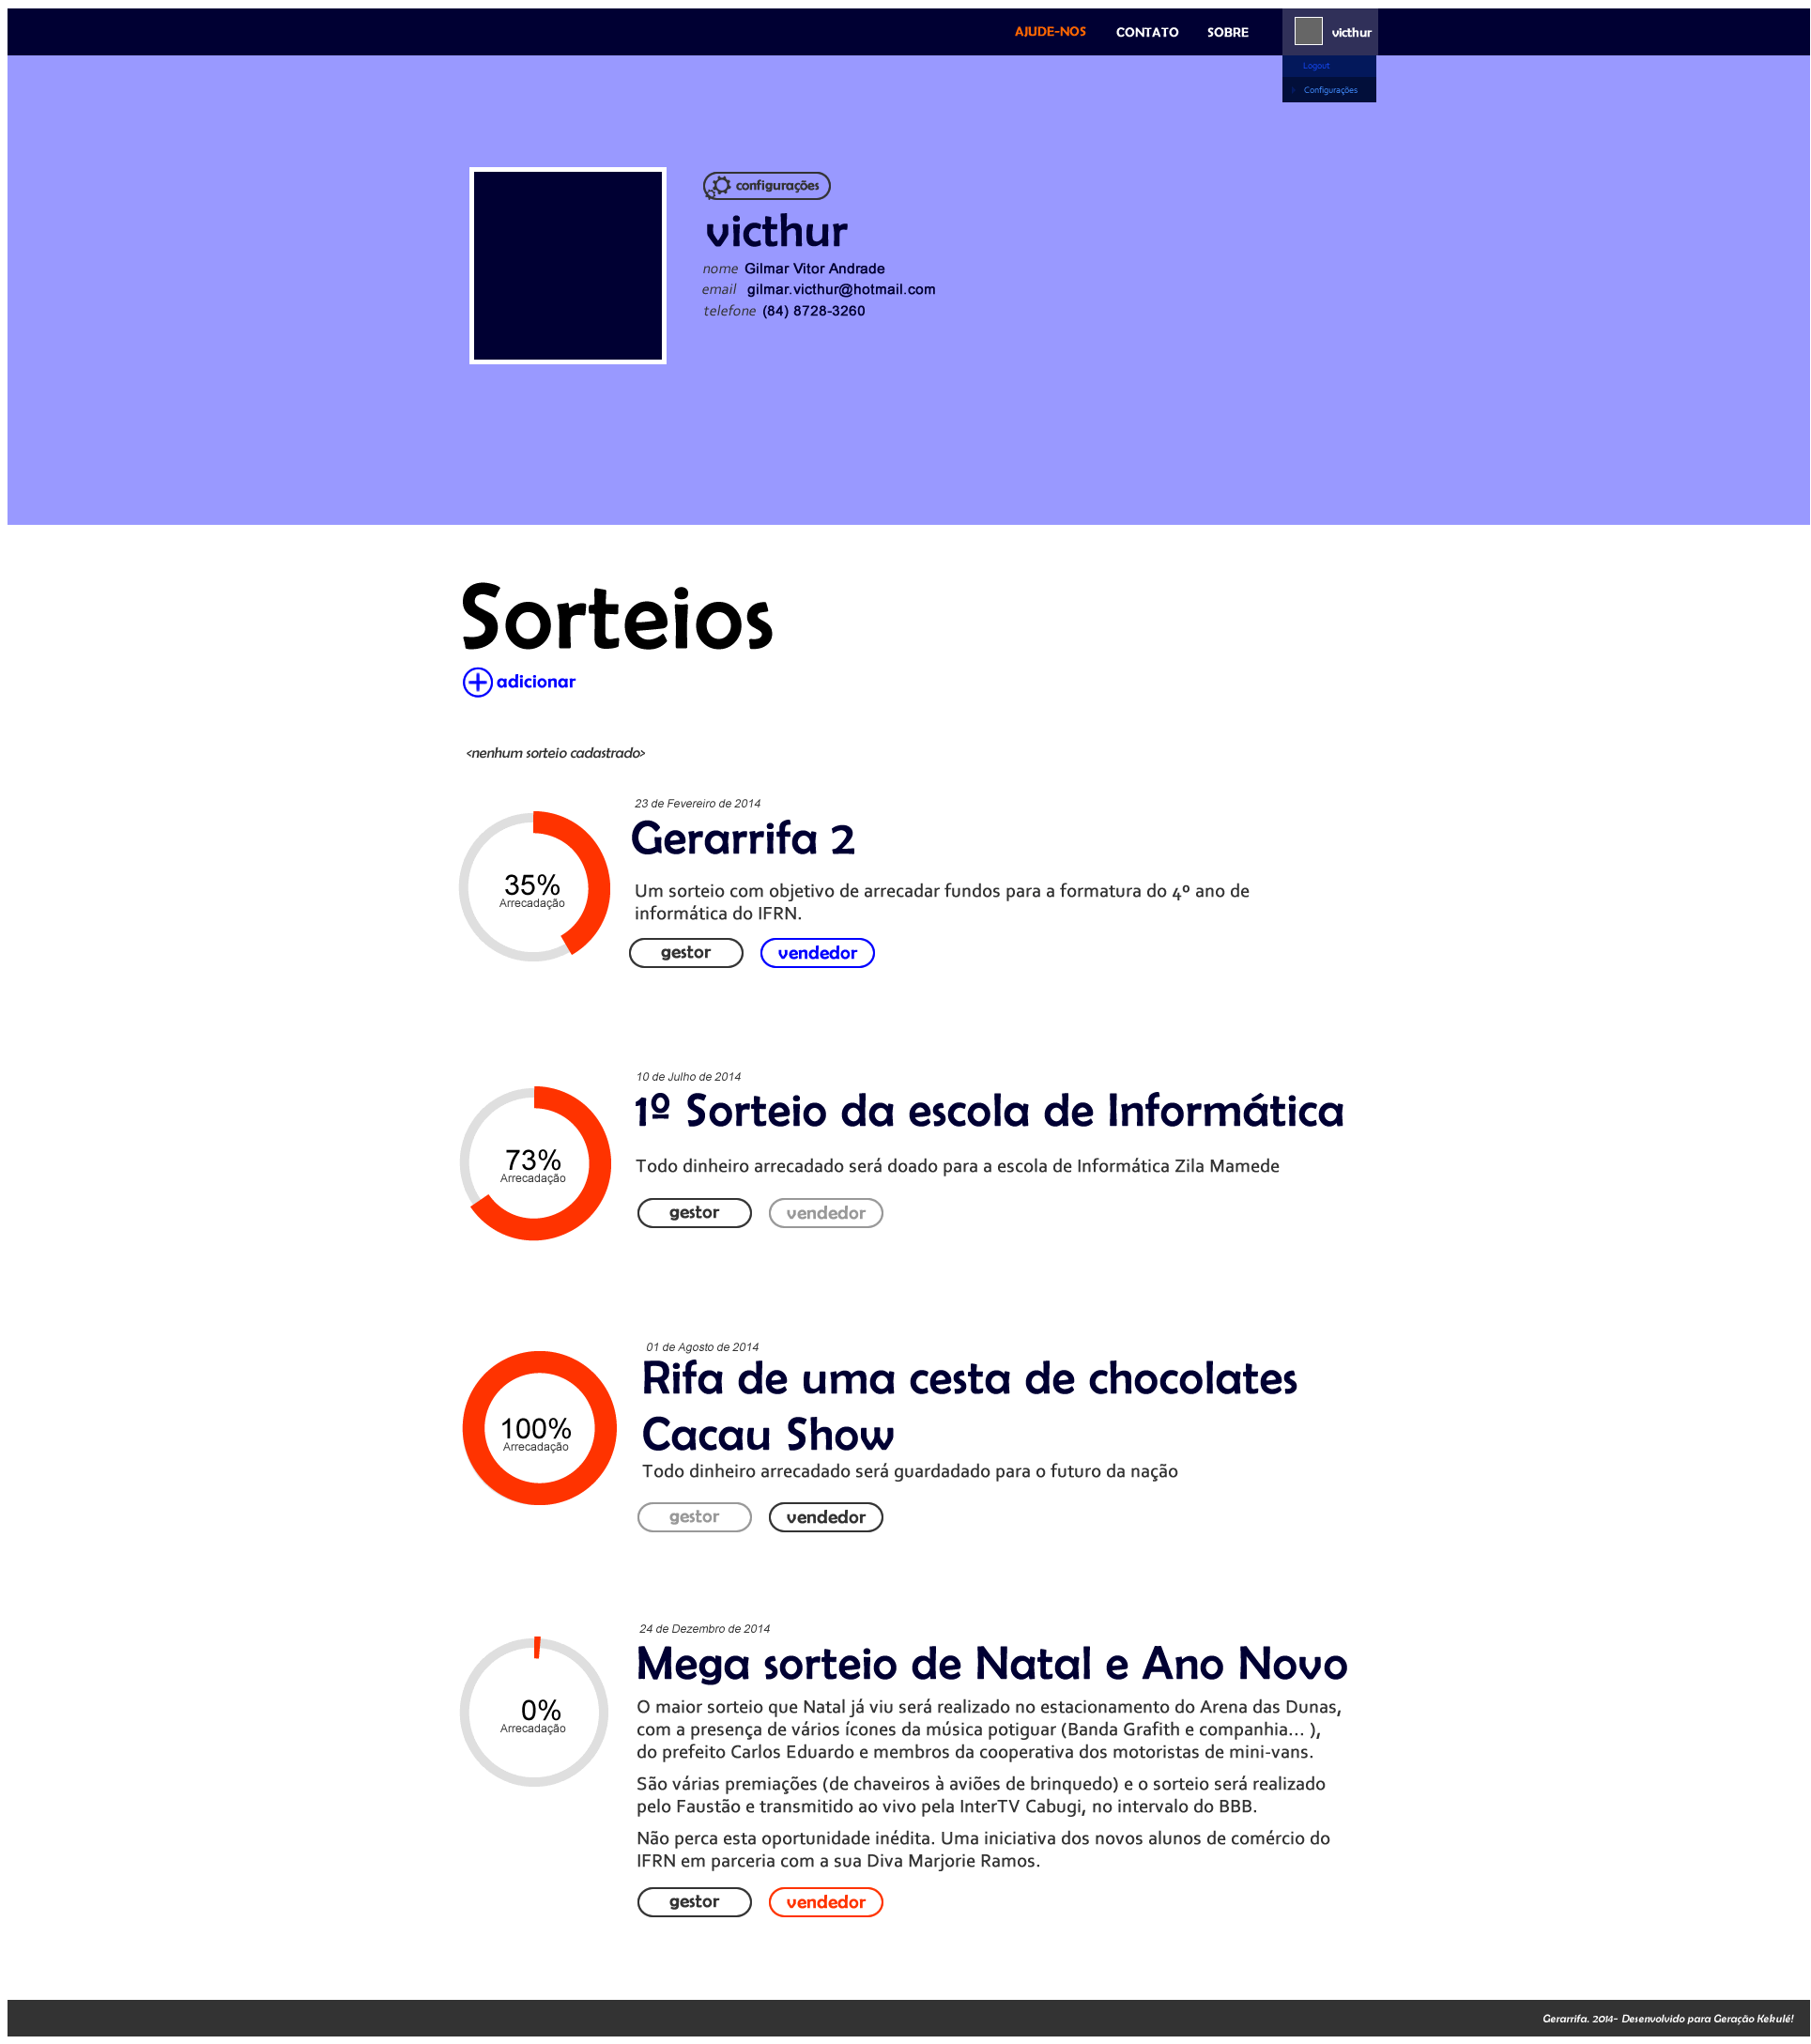 AJUDE-NOS CONTATO SOBRE victhur
Logout
Configurações
configurações
victhur
nome Gilmar Vitor Andrade
email gilmar.victhur@hotmail.com
telefone (84) 8728-3260
Sorteios
adicionar
<nenhum sorteio cadastrado>
23 de Fevereiro de 2014
Gerarrifa 2
35%
Arrecadação
Um sorteio com objetivo de arrecadar fundos para a formatura do 4º ano de
informática do IFRN.
gestor vendedor
10 de Julho de 2014
1º Sorteio da escola de Informática
73%
Arrecadação
Todo dinheiro arrecadado será doado para a escola de Informática Zila Mamede
gestor vendedor
01 de Agosto de 2014
Rifa de uma cesta de chocolates
Cacau Show
100%
Arrecadação
Todo dinheiro arrecadado será guardadado para o futuro da nação
gestor vendedor
24 de Dezembro de 2014
Mega sorteio de Natal e Ano Novo
0%
Arrecadação
O maior sorteio que Natal já viu será realizado no estacionamento do Arena das Dunas,
com a presença de vários ícones da música potiguar (Banda Grafith e companhia... ),
do prefeito Carlos Eduardo e membros da cooperativa dos motoristas de mini-vans.
São várias premiações (de chaveiros à aviões de brinquedo) e o sorteio será realizado
pelo Faustão e transmitido ao vivo pela InterTV Cabugi, no intervalo do BBB.
Não perca esta oportunidade inédita. Uma iniciativa dos novos alunos de comércio do
IFRN em parceria com a sua Diva Marjorie Ramos.
gestor vendedor
Gerarrifa. 2014- Desenvolvido para Geração Kekulé!